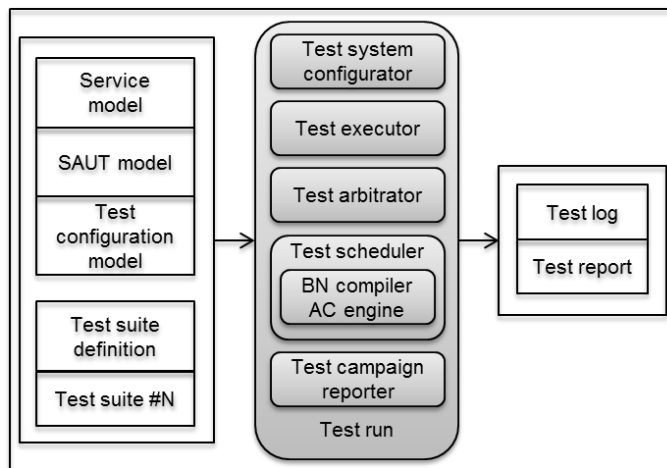 Service
model
SAUT model
Test
configuration
model
Test suite
definition
Test suite #N
Test system
configurator
Test executor
Test arbitrator
Test scheduler
BN compiler
AC engine
Test campaign
reporter
Test run
Test log
Test report